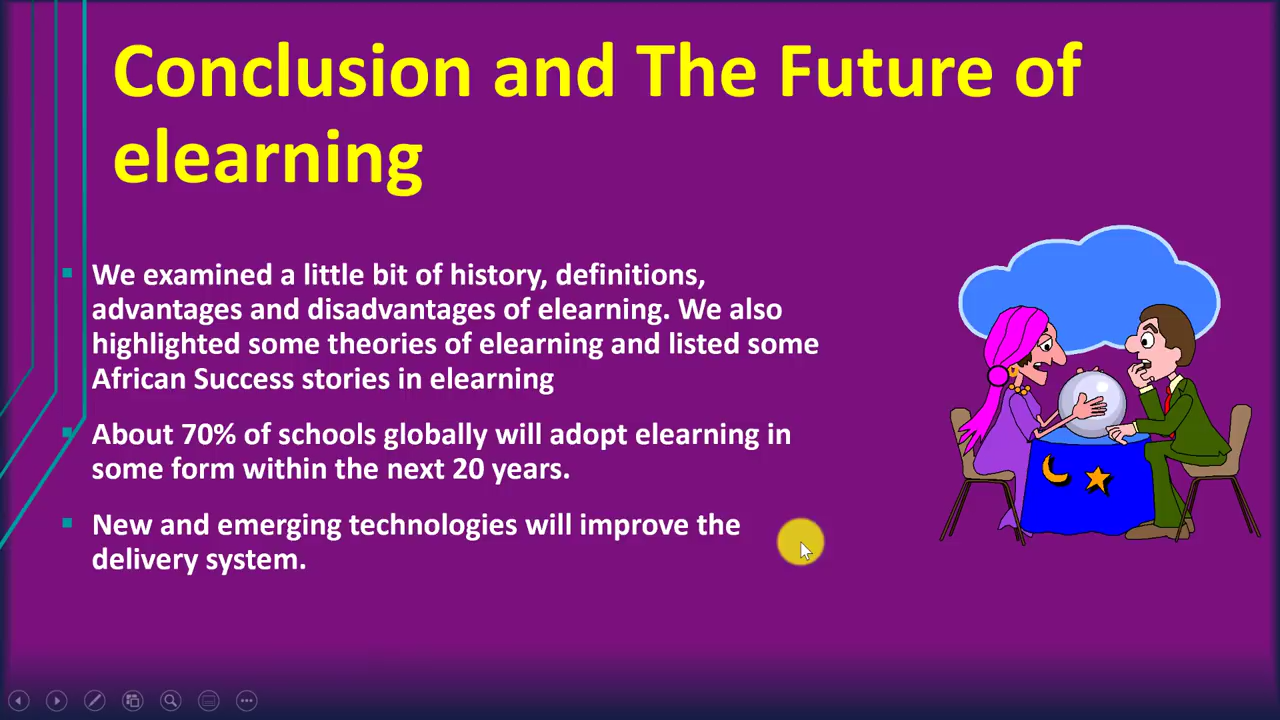 Conclusion and The Future of
elearning
We examined a little bit of history, definitions,
advantages and disadvantages of elearning. We also
highlighted some theories of elearning and listed some
African Success stories in elearning
About 70% of schools globally will adopt elearning in
some form within the next 20 years.
New and emerging technologies will improve the
delivery system.